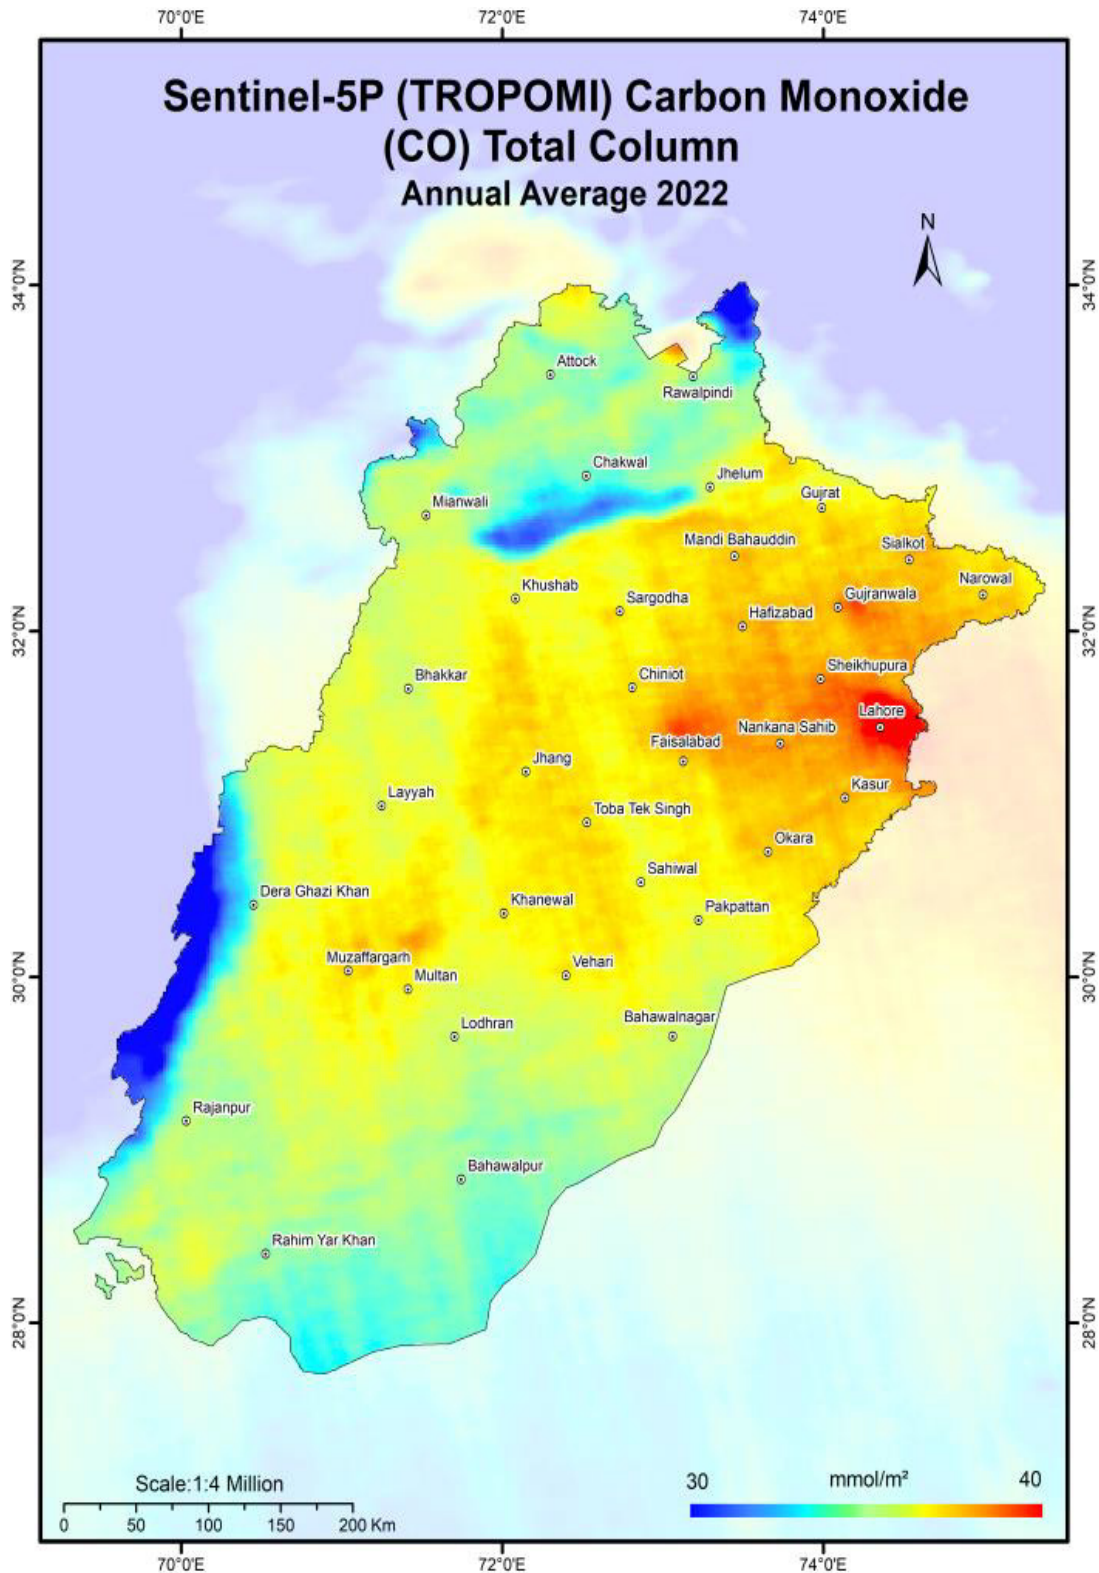 70°0'E 72°0'E 74°0'E
Sentinel-5P (TROPOMI) Carbon Monoxide
(CO) Total Column
Annual Average 2022
N
34°0'N 34°0'N
Attock
Rawalpindi
Chakwal
Jhelum
Mianwali
Gujrat
Mandi Bahauddin
Sialkot
Narowal
Khushab
Sargodha
Gujranwala
Hafizabad
32°0'N 32°0'N
Sheikhupura
Bhakkar
Chiniot
Lahore
Nankana Sahib
Faisalabad
Jhang
Kasur
Layyah
Toba Tek Singh
Okara
Sahiwal
Dera Ghazi Khan
Khanewal
Pakpattan
Muzaffargarh
Multan
Vehari
30°0'N 30°0'N
Lodhran
Bahawalnagar
Rajanpur
Bahawalpur
Rahim Yar Khan
28°0'N 28°0'N
Scale:1:4 Million
0 50 100 150 200 Km
30 mmol/m² 40
70°0'E 72°0'E 74°0'E